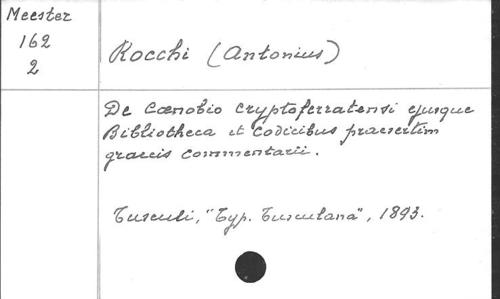 Meester
162
2
Rocchi (Antonius)
De Cœnobio Cryptoferratensi ejusque
Bibliotheca et Codicibus praesertim
graecis commentarii.
Tusculi, "Typ. Tusculana", 1893.